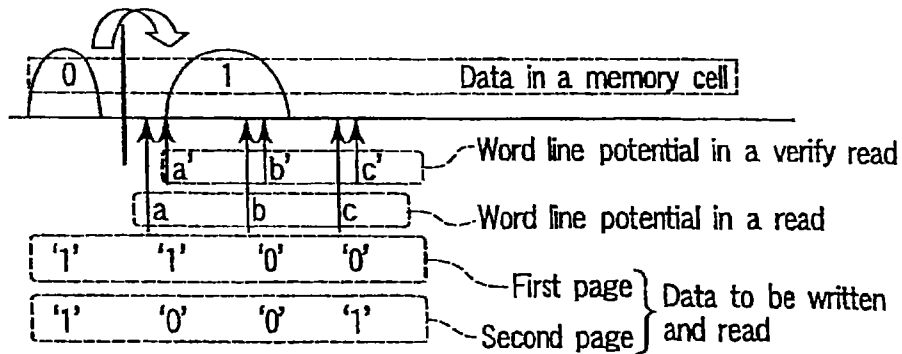 0 1 Data in a memory cell
a' b' c' Word line potential in a verify read
a b c Word line potential in a read
‘1’ ‘1’ ‘0’ ‘0’
First page
‘1’ ‘0’ ‘0’ ‘1’
Second page
Data to be written
and read